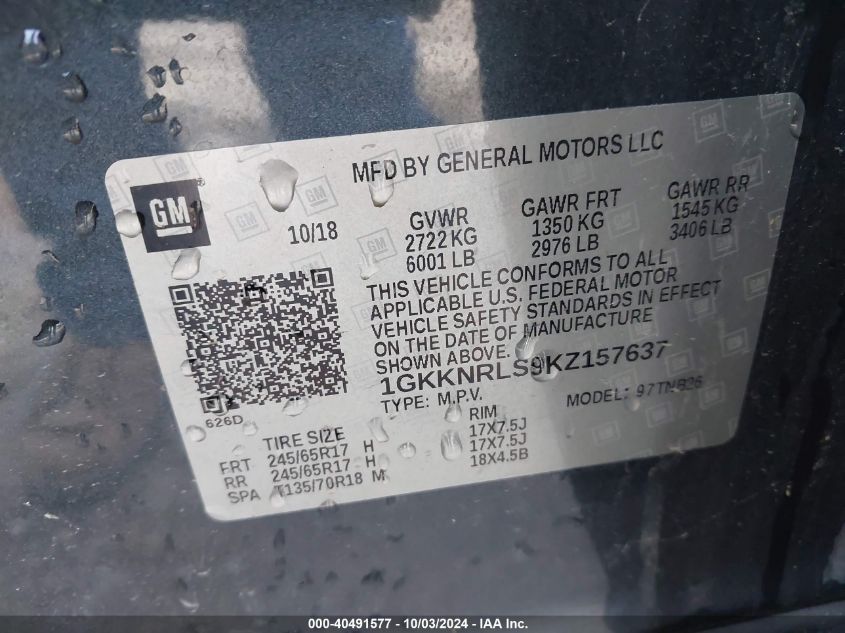 MFD BY GENERAL MOTORS LLC
GM
10/18
GVWR GAWR FRT GAWR RR
2722 KG 1350 KG 1545 KG
6001 LB 2976 LB 3406 LB
THIS VEHICLE CONFORMS TO ALL
APPLICABLE U.S. FEDERAL MOTOR
VEHICLE SAFETY STANDARDS IN EFFECT
ON THE DATE OF MANUFACTURE
SHOWN ABOVE.
1GKKNRLS9KZ157637
TYPE: M.P.V. MODEL: 97TNB26
626D
TIRE SIZE RIM
FRT 245/65R17 H 17X7.5J
RR 245/65R17 H 17X7.5J
SPA T135/70R18 M 18X4.5B
000-40491577 - 10/03/2024 - IAA Inc.